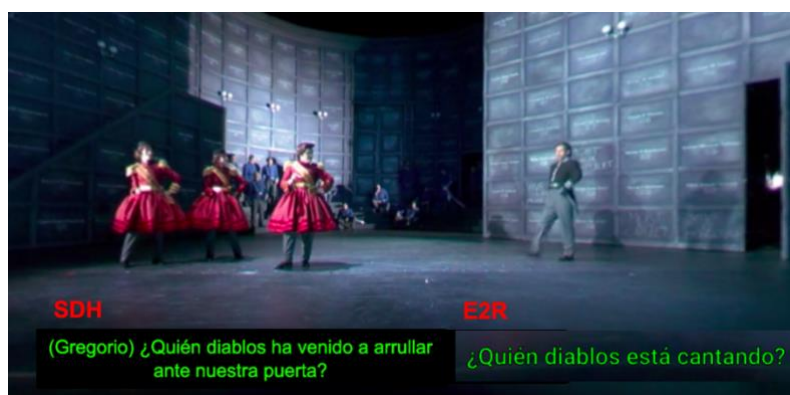 SDH
(Gregorio) ¿Quién diablos ha venido a arrullar
ante nuestra puerta?
E2R
¿Quién diablos está cantando?